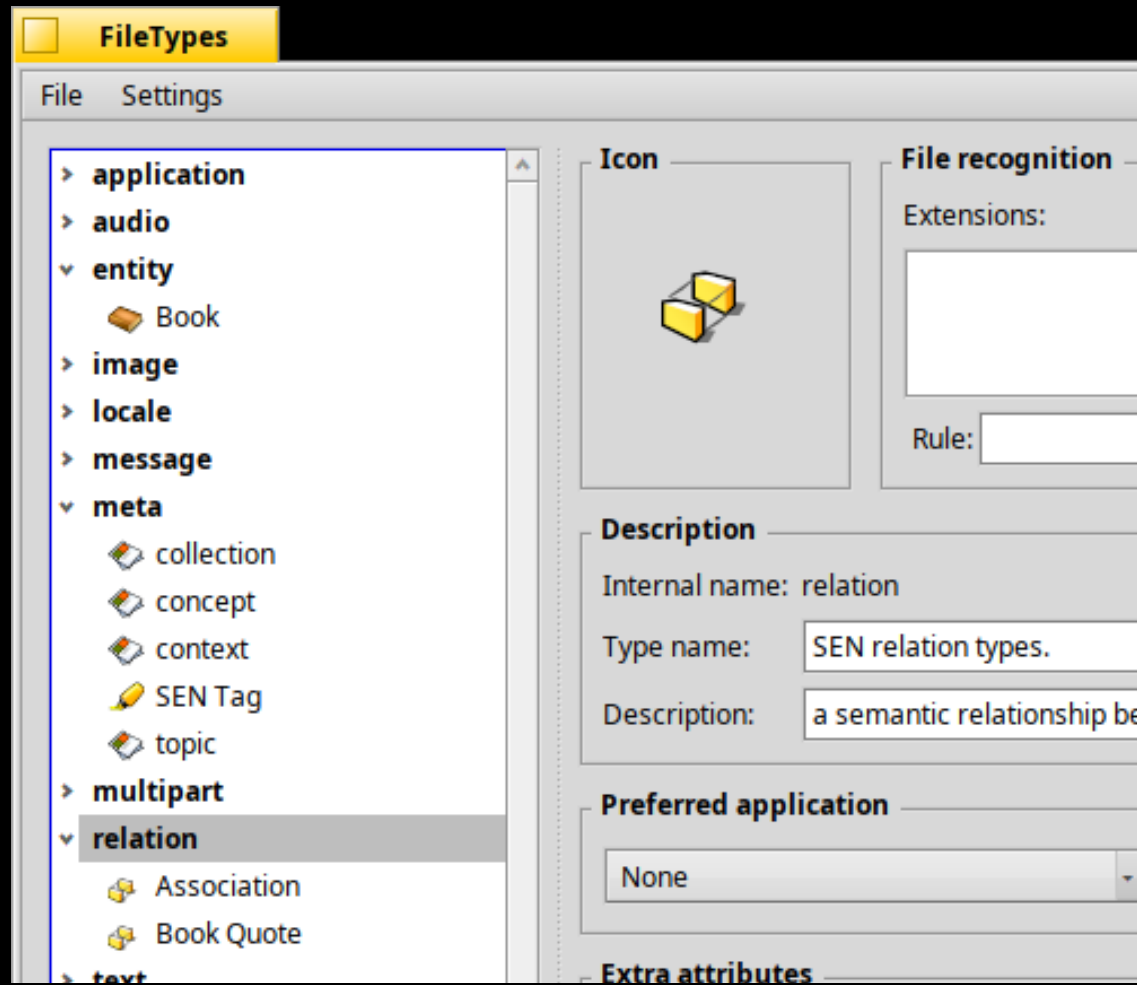 FileTypes
File Settings
application
audio
entity
Book
image
locale
message
meta
collection
concept
context
SEN Tag
topic
multipart
relation
Association
Book Quote
text
Icon
File recognition
Extensions:
Rule:
Description
Internal name: relation
Type name: SEN relation types.
Description: a semantic relationship be
Preferred application
None
Extra attributes